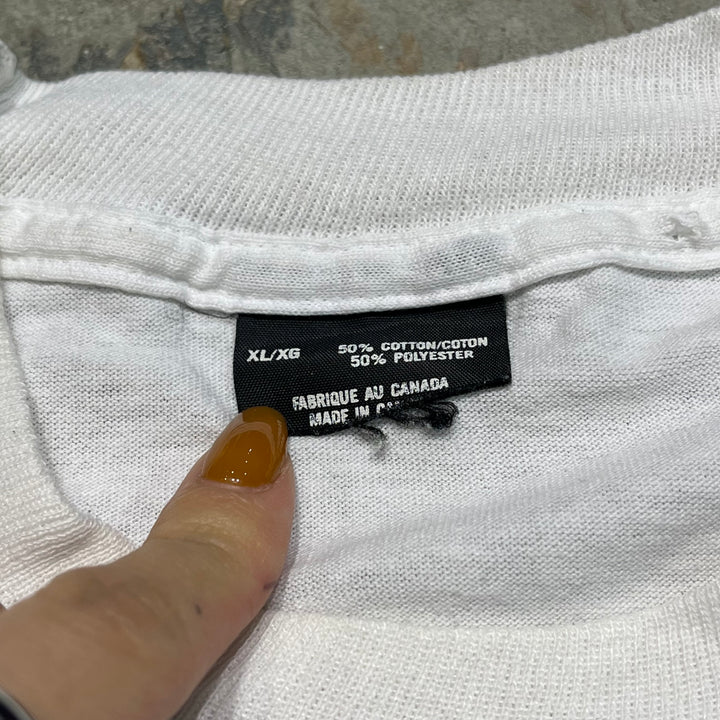 XL/XG
50% COTTON/COTON
50% POLYESTER
FABRIQUE AU CANADA
MADE IN